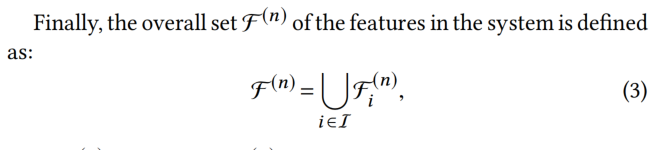 Finally, the overall set ℱ⁽ⁿ⁾ of the features in the system is defined
as:
ℱ⁽ⁿ⁾ = ⋃_{i∈ℐ} ℱ_i⁽ⁿ⁾, (3)